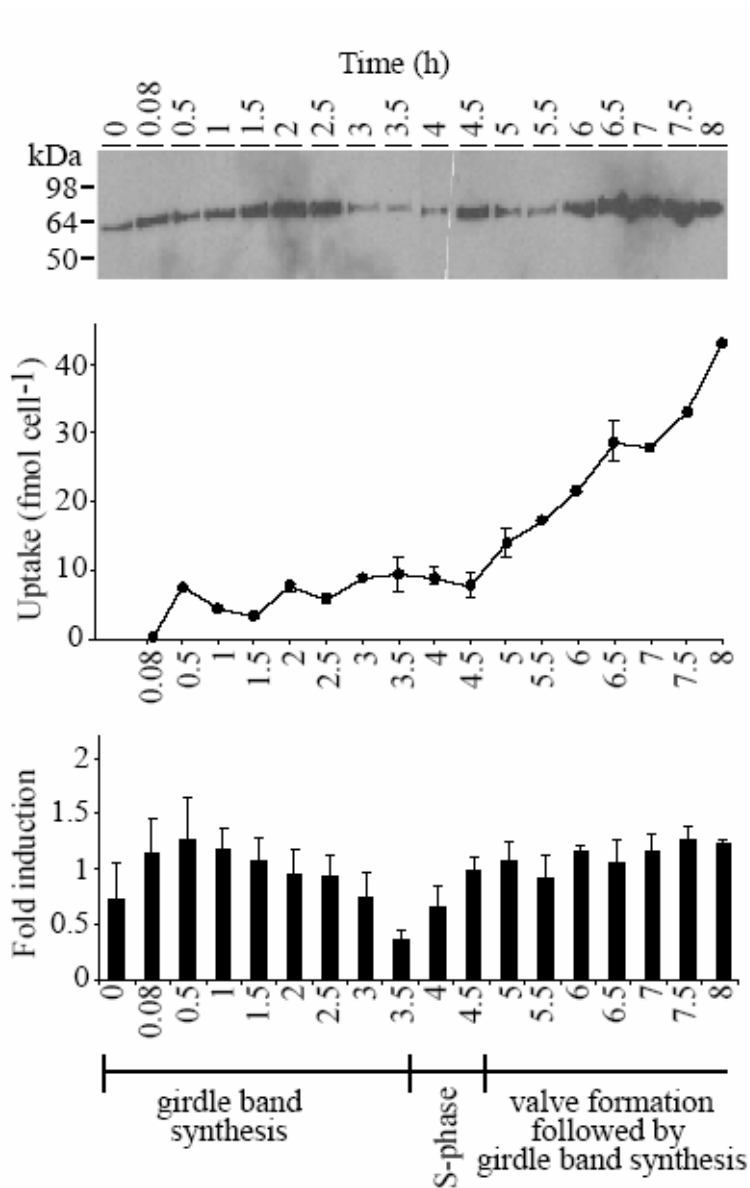 Time (h)
0 0.08 0.5 1 1.5 2 2.5 3 3.5 4 4.5 5 5.5 6 6.5 7 7.5 8
kDa
98
64
50
Uptake (fmol cell-1)
40
30
20
10
0
0.08 0.5 1 1.5 2 2.5 3 3.5 4 4.5 5 5.5 6 6.5 7 7.5 8
Fold induction
2
1.5
1
0.5
0
0 0.08 0.5 1 1.5 2 2.5 3 3.5 4 4.5 5 5.5 6 6.5 7 7.5 8
girdle band
synthesis
S-phase
valve formation
followed by
girdle band synthesis